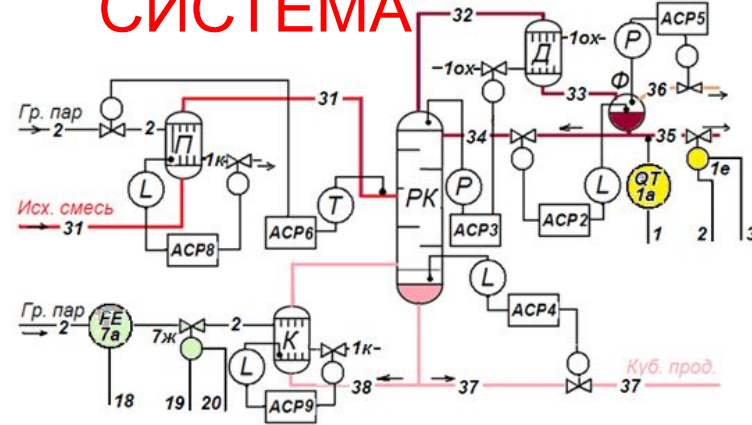 СИСТЕМА
32
АСР5
Р
Д
1ох
1ох
Ф
36
33
31
Гр. пар
2
2
П
1к
34
35
L
Р
РК
L
QT
1а
1е
Исх. смесь
31
Т
АСР6
АСР3
АСР2
АСР8
1
2
3
L
АСР4
Гр. пар
2
FE
7а
7ж
2
К
1к
L
Куб. прод.
18
19
20
АСР9
38
37
37